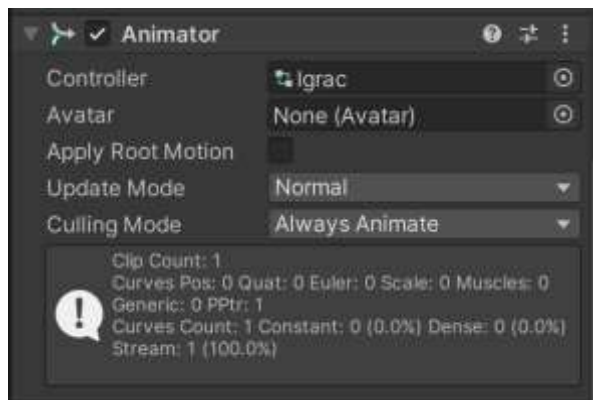 Animator
Controller Igrac
Avatar None (Avatar)
Apply Root Motion
Update Mode Normal
Culling Mode Always Animate
Clip Count: 1
Curves Pos: 0 Quat: 0 Euler: 0 Scale: 0 Muscles: 0
Generic: 0 PPtr: 1
Curves Count: 1 Constant: 0 (0.0%) Dense: 0 (0.0%)
Stream: 1 (100.0%)